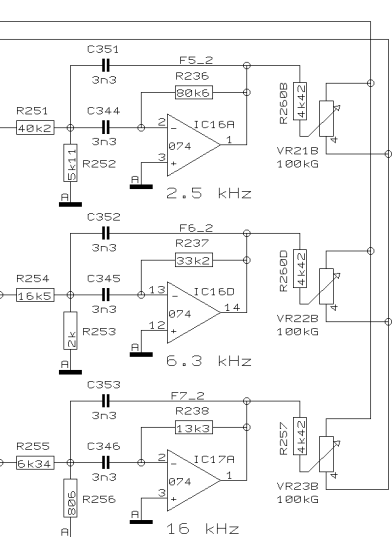 C351
F5_2
3n3
R236
80k6
R260B
4k42
R251
C344
40k2
3n3
2
IC16A
-
1
074
3
+
5k11
R252
A
A
4
VR21B
100kG
2.5 kHz
C352
F6_2
3n3
R237
33k2
R260D
4k42
R254
C345
16k5
3n3
13
IC16D
-
14
074
12
+
2k
R253
A
A
4
VR22B
100kG
6.3 kHz
C353
F7_2
3n3
R238
13k3
R257
4k42
R255
C346
6k34
3n3
2
IC17A
-
1
074
3
+
806
R256
A
A
4
VR23B
100kG
16 kHz